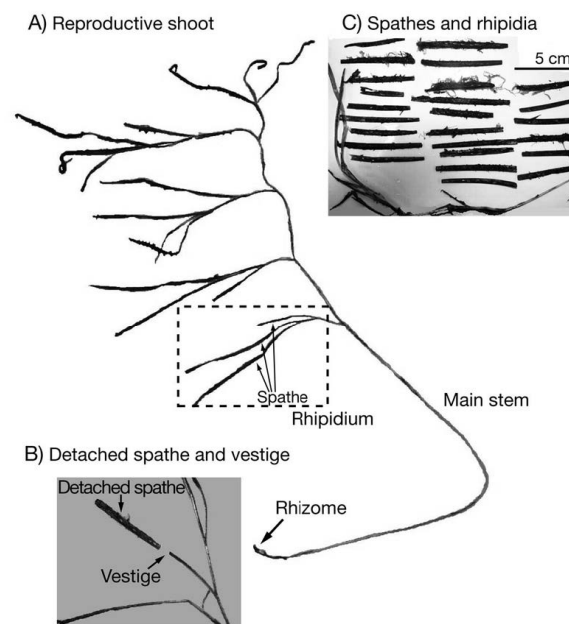 A) Reproductive shoot
C) Spathes and rhipidia
5 cm
Spathe
Rhipidium
Main stem
B) Detached spathe and vestige
Detached spathe
Rhizome
Vestige